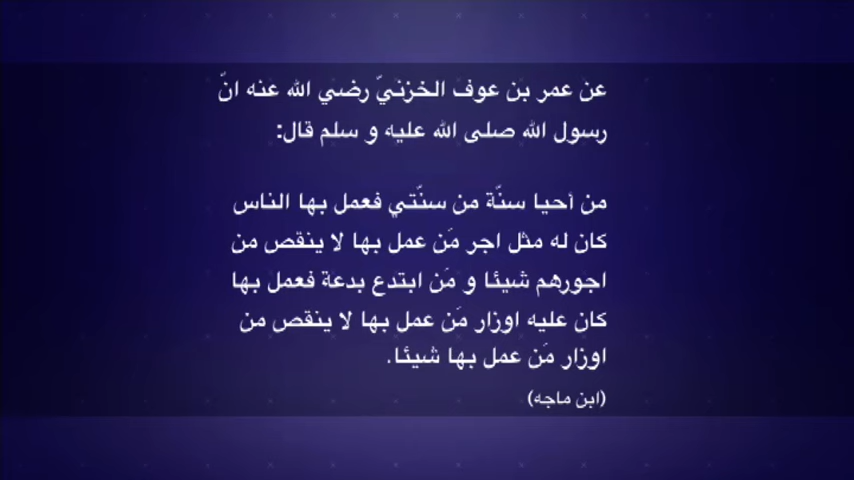 عن عمر بن عوف الخزنيّ رضي الله عنه انّ
رسول الله صلى الله عليه و سلم قال:
من أحيا سنّة من سنّتي فعمل بها الناس
كان له مثل اجر مَن عمل بها لا ينقص من
اجورهم شيئا و مَن ابتدع بدعة فعمل بها
كان عليه اوزار مَن عمل بها لا ينقص من
اوزار مَن عمل بها شيئا.
(ابن ماجه)